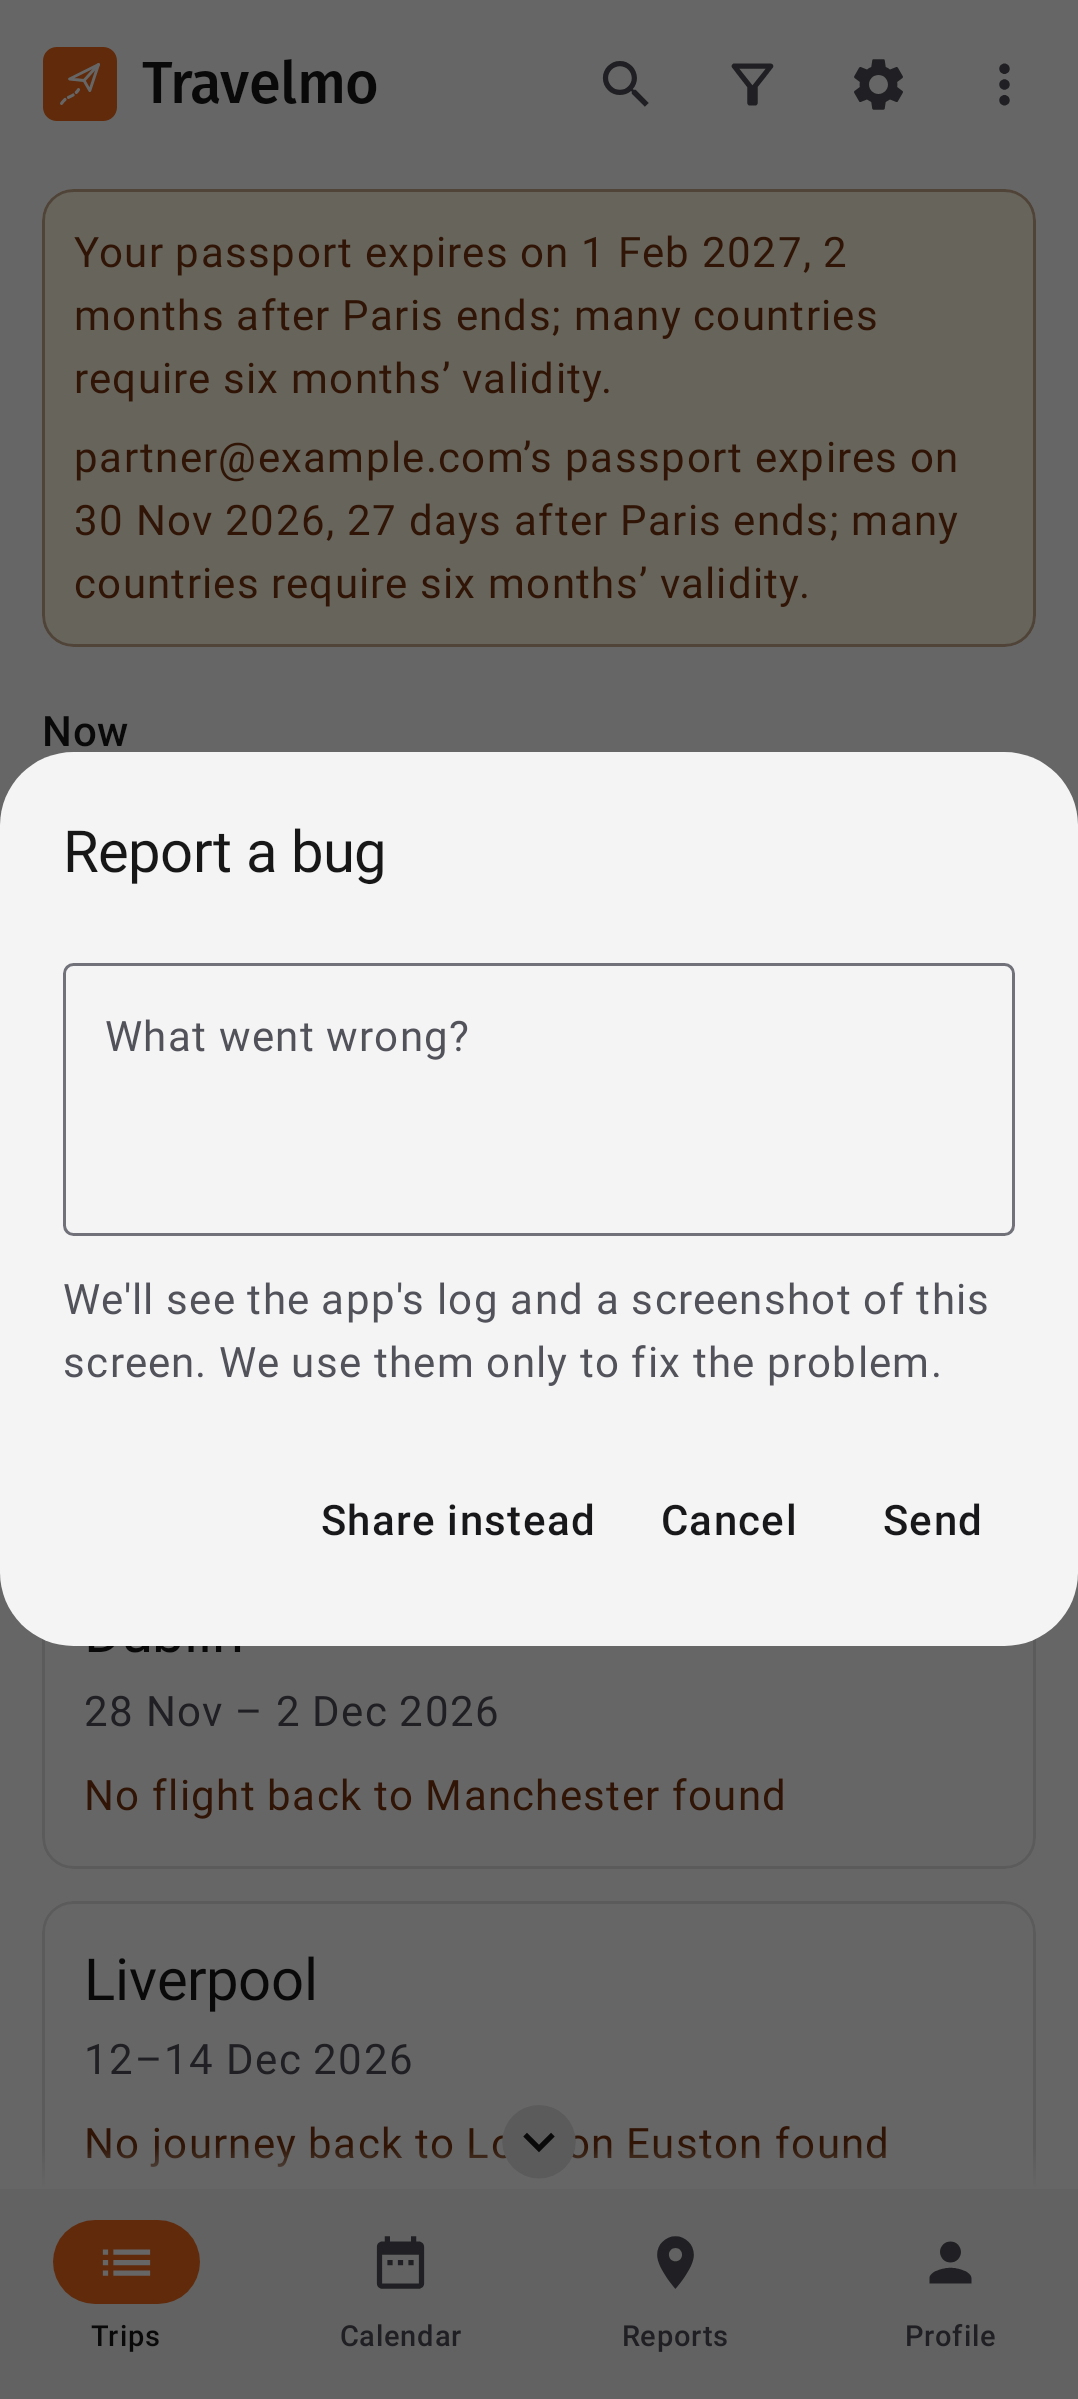 Travelmo
Your passport expires on 1 Feb 2027, 2
months after Paris ends; many countries
require six months’ validity.
partner@example.com’s passport expires on
30 Nov 2026, 27 days after Paris ends; many
countries require six months’ validity.
Now
Report a bug
What went wrong?
We'll see the app's log and a screenshot of this
screen. We use them only to fix the problem.
Share instead Cancel Send
Dublin
28 Nov – 2 Dec 2026
No flight back to Manchester found
Liverpool
12–14 Dec 2026
No journey back to London Euston found
Trips Calendar Reports Profile